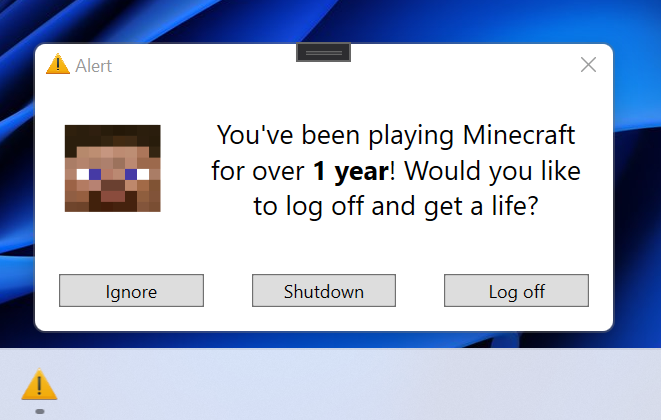 Alert
You've been playing Minecraft
for over 1 year! Would you like
to log off and get a life?
Ignore
Shutdown
Log off